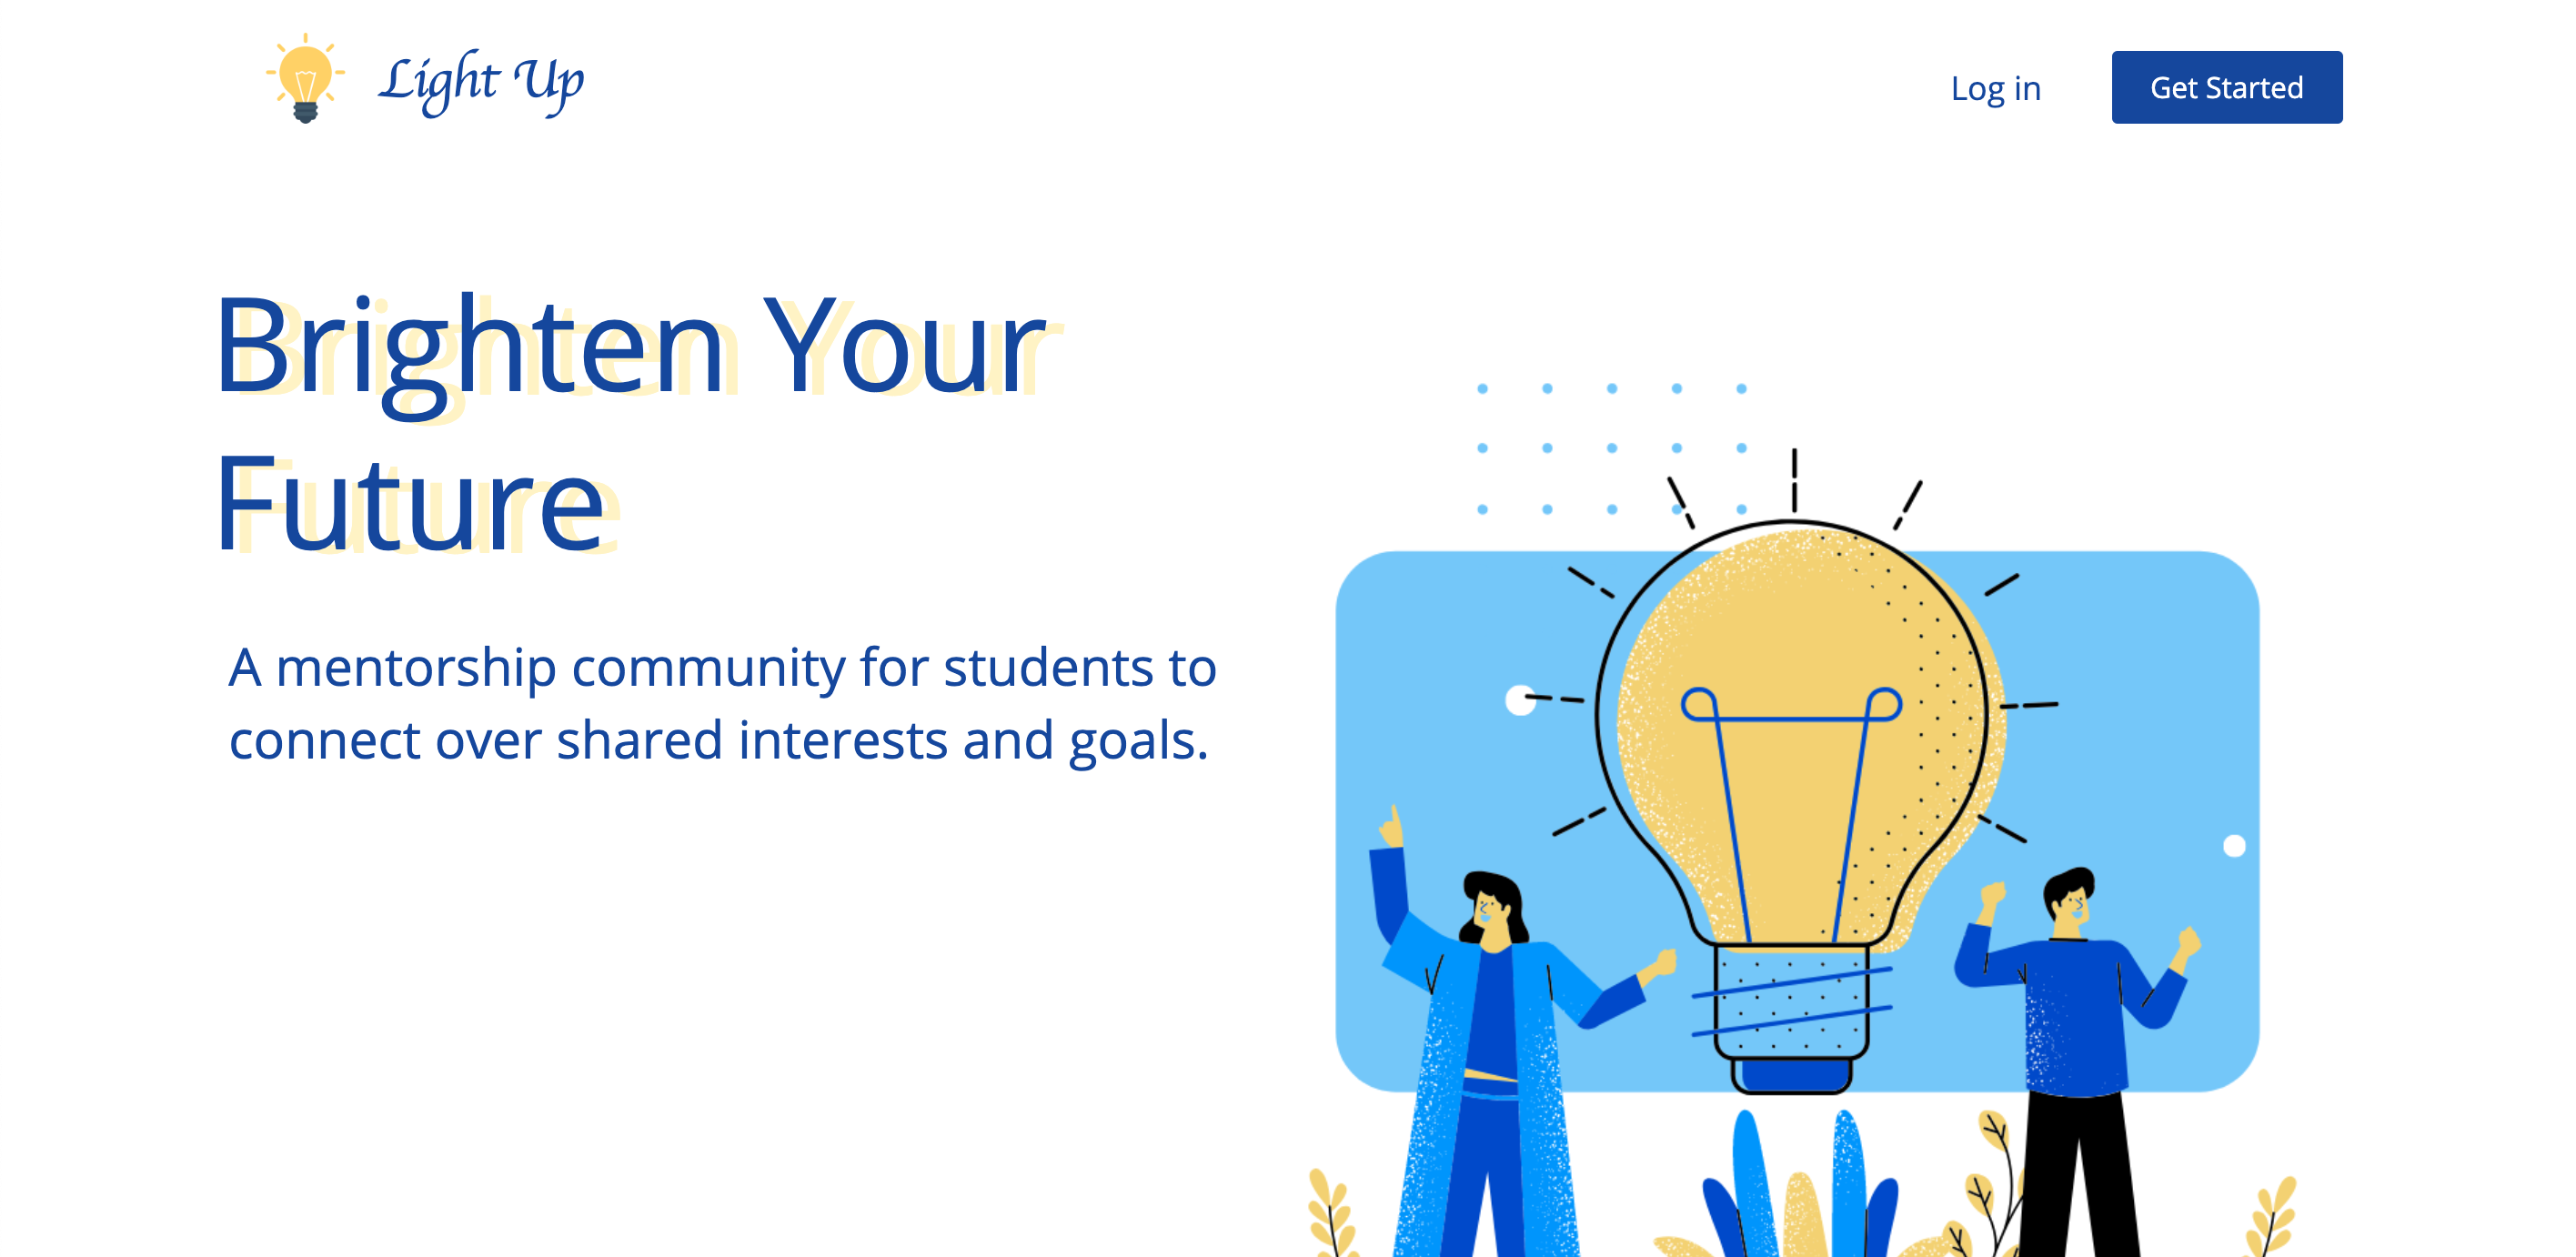 Light Up
Log in
Get Started
Brighten Your
Future
A mentorship community for students to
connect over shared interests and goals.